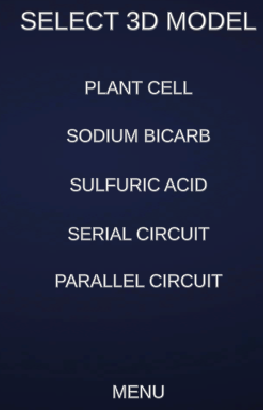 SELECT 3D MODEL
PLANT CELL
SODIUM BICARB
SULFURIC ACID
SERIAL CIRCUIT
PARALLEL CIRCUIT
MENU